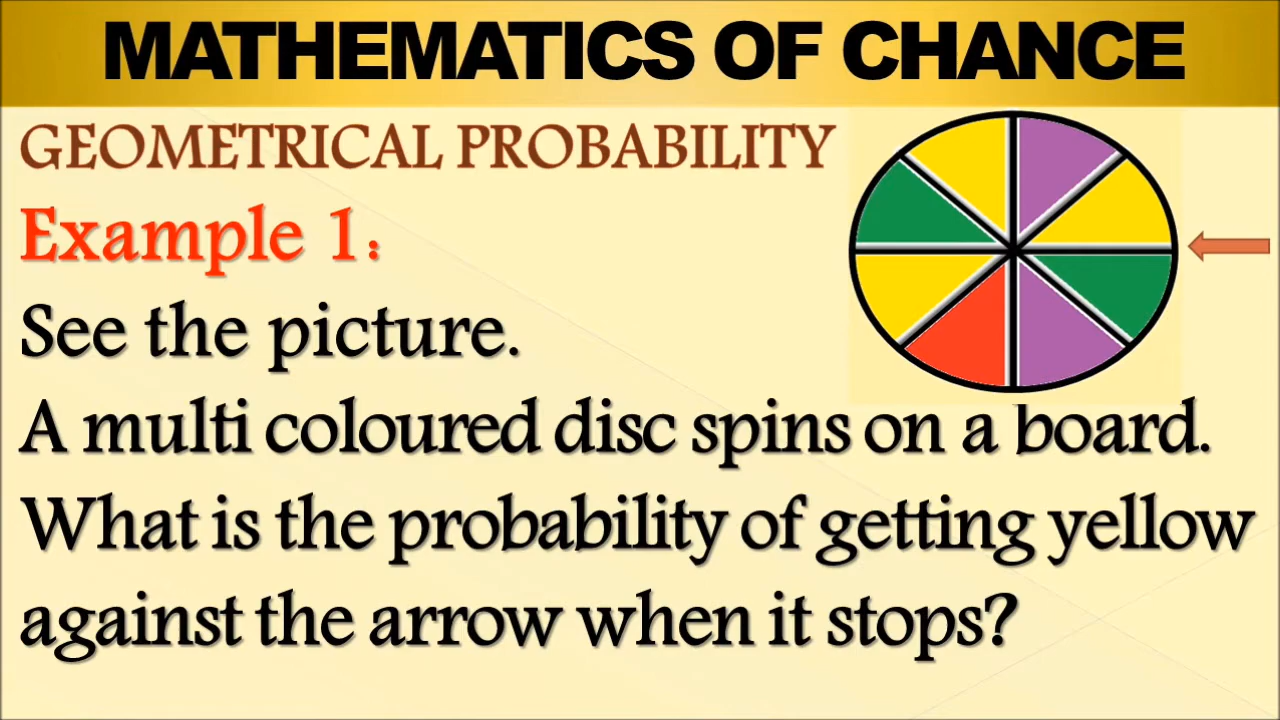 MATHEMATICS OF CHANCE
GEOMETRICAL PROBABILITY
Example 1:
See the picture.
A multi coloured disc spins on a board.
What is the probability of getting yellow
against the arrow when it stops?